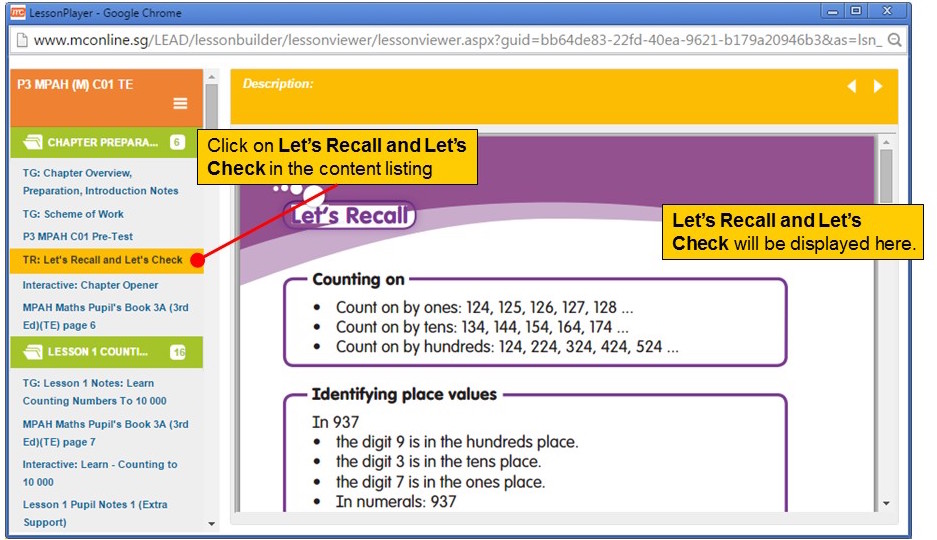 LessonPlayer - Google Chrome
www.mconline.sg/LEAD/lessonbuilder/lessonviewer/lessonviewer.aspx?guid=bb64de83-22fd-40ea-9621-b179a20946b3&as=lsn_
P3 MPAH (M) C01 TE
CHAPTER PREPARA... 6
TG: Chapter Overview,
Preparation, Introduction Notes
TG: Scheme of Work
P3 MPAH C01 Pre-Test
TR: Let's Recall and Let's Check
Interactive: Chapter Opener
MPAH Maths Pupil's Book 3A (3rd
Ed)(TE) page 6
LESSON 1 COUNTI... 16
TG: Lesson 1 Notes: Learn
Counting Numbers To 10 000
MPAH Maths Pupil's Book 3A (3rd
Ed)(TE) page 7
Interactive: Learn - Counting to
10 000
Lesson 1 Pupil Notes 1 (Extra
Support)
Description:
Click on Let's Recall and Let's
Check in the content listing
Let's Recall
Let's Recall and Let's
Check will be displayed here.
Counting on
• Count on by ones: 124, 125, 126, 127, 128 ...
• Count on by tens: 134, 144, 154, 164, 174 ...
• Count on by hundreds: 124, 224, 324, 424, 524 ...
Identifying place values
In 937
• the digit 9 is in the hundreds place.
• the digit 3 is in the tens place.
• the digit 7 is in the ones place.
• In numerals: 937